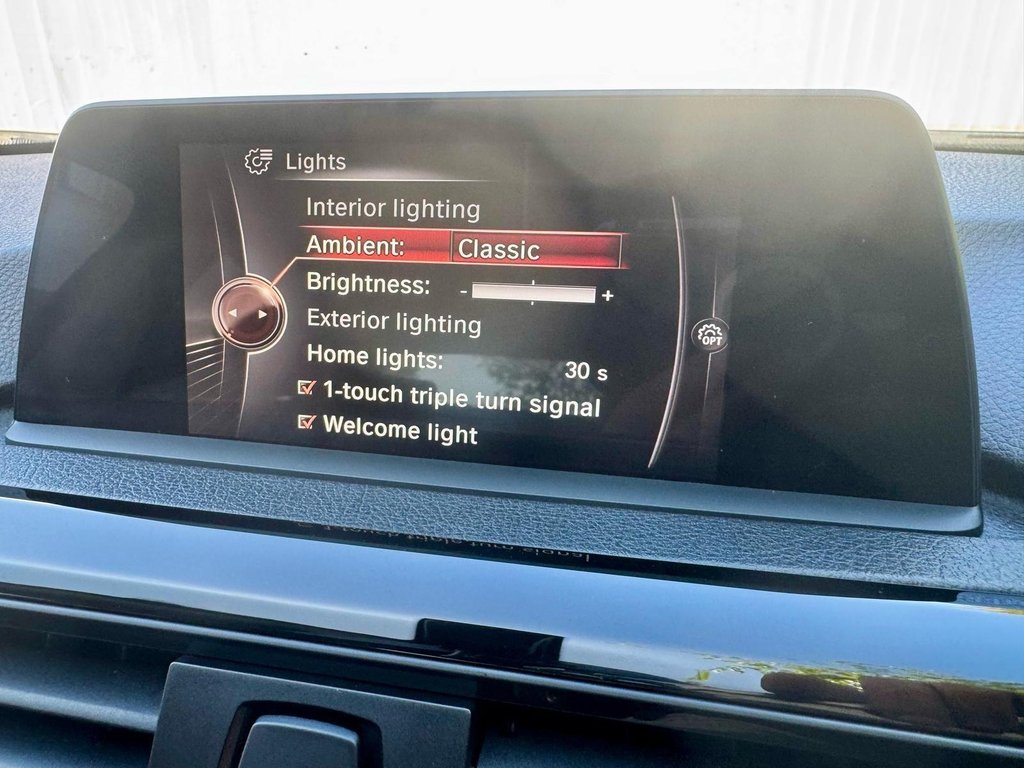 Lights
Interior lighting
Ambient: Classic
Brightness: - +
Exterior lighting
Home lights: 30 s
OPT
1-touch triple turn signal
Welcome light